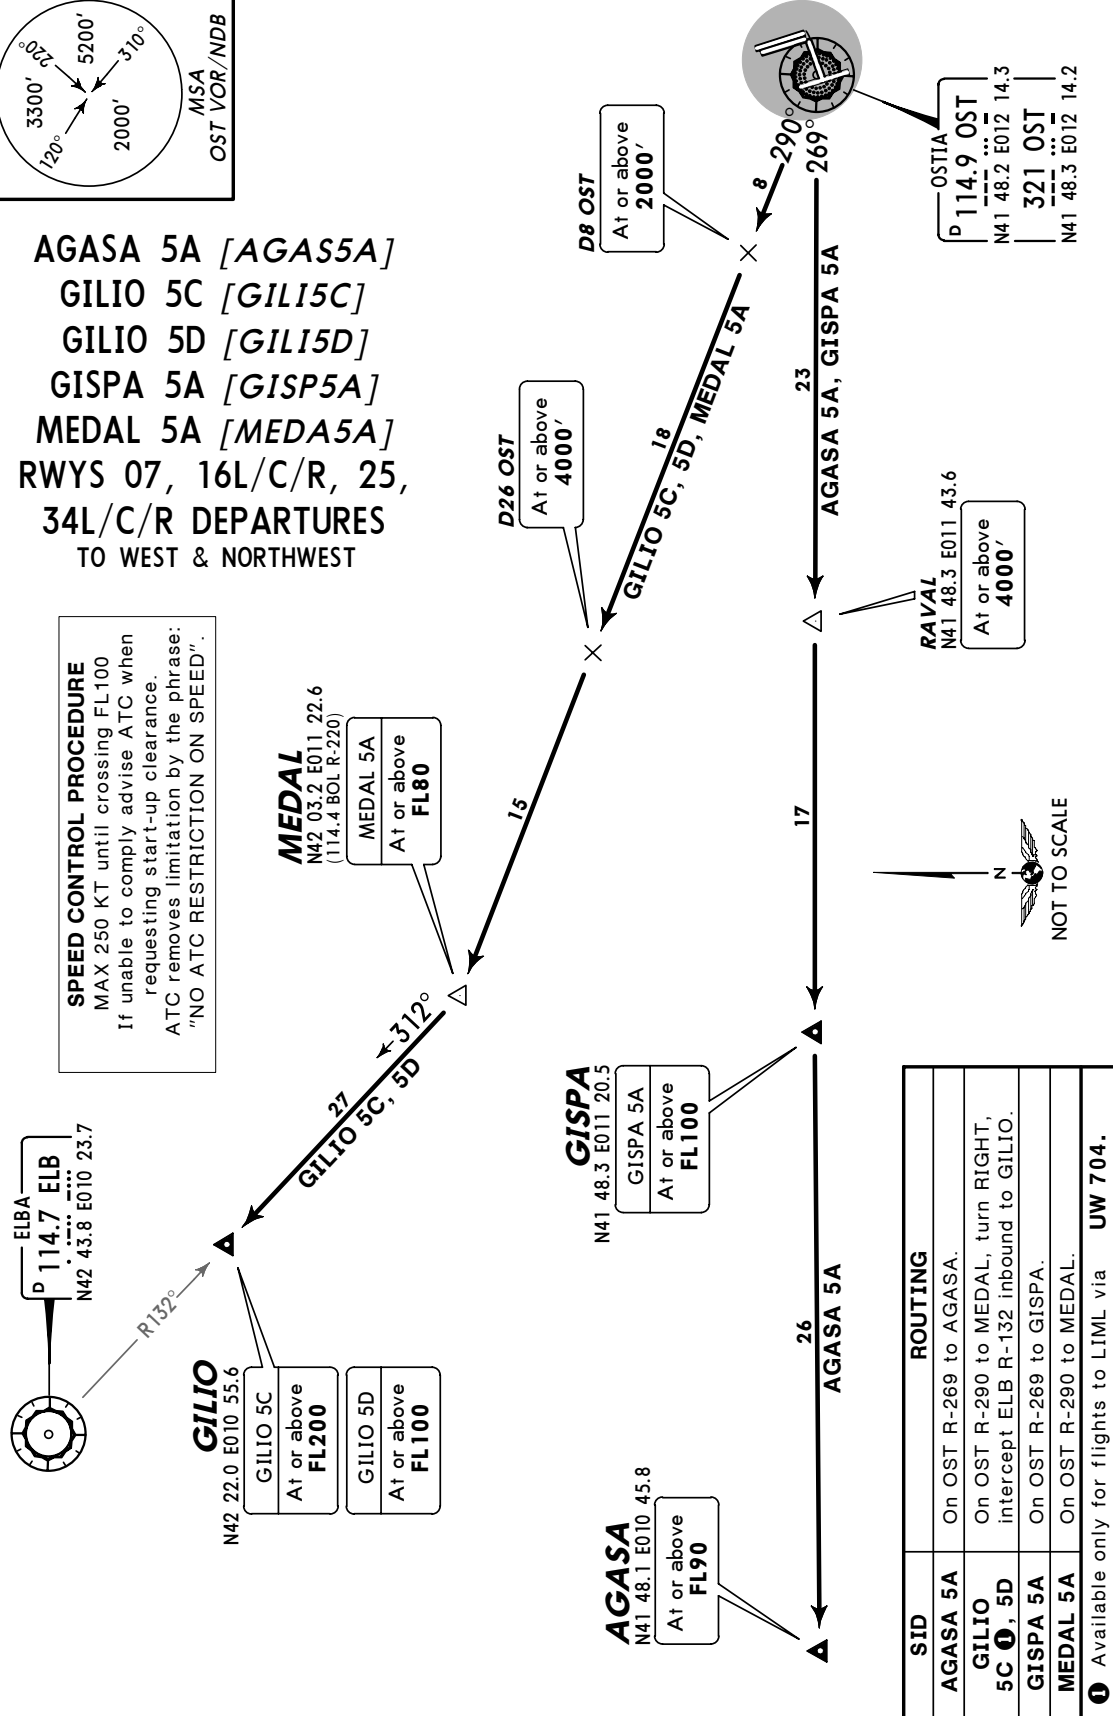 MSA
OST VOR/NDB
3300'
5200'
2000'
120°
220°
310°
AGASA 5A [AGAS5A]
GILIO 5C [GILI5C]
GILIO 5D [GILI5D]
GISPA 5A [GISP5A]
MEDAL 5A [MEDA5A]
RWYS 07, 16L/C/R, 25,
34L/C/R DEPARTURES
TO WEST & NORTHWEST
SPEED CONTROL PROCEDURE
MAX 250 KT until crossing FL100
If unable to comply advise ATC when
requesting start-up clearance.
ATC removes limitation by the phrase:
"NO ATC RESTRICTION ON SPEED".
ELBA
D 114.7 ELB
N42 43.8 E010 23.7
R132°
GILIO
N42 22.0 E010 55.6
GILIO 5C
At or above
FL200
GILIO 5D
At or above
FL100
27
GILIO 5C, 5D
312°
MEDAL
N42 03.2 E011 22.6
(114.4 BOL R-220)
MEDAL 5A
At or above
FL80
15
D26 OST
At or above
4000'
18
GILIO 5C, 5D, MEDAL 5A
D8 OST
At or above
2000'
8
290°
269°
OSTIA
D 114.9 OST
N41 48.2 E012 14.3
321 OST
N41 48.3 E012 14.2
23
AGASA 5A, GISPA 5A
RAVAL
N41 48.3 E011 43.6
At or above
4000'
17
GISPA
N41 48.3 E011 20.5
GISPA 5A
At or above
FL100
26
AGASA 5A
AGASA
N41 48.1 E010 45.8
At or above
FL90
N
NOT TO SCALE
SID ROUTING
AGASA 5A On OST R-269 to AGASA.
GILIO
5C ❶, 5D
On OST R-290 to MEDAL, turn RIGHT,
intercept ELB R-132 inbound to GILIO.
GISPA 5A On OST R-269 to GISPA.
MEDAL 5A On OST R-290 to MEDAL.
❶ Available only for flights to LIML via UW 704.